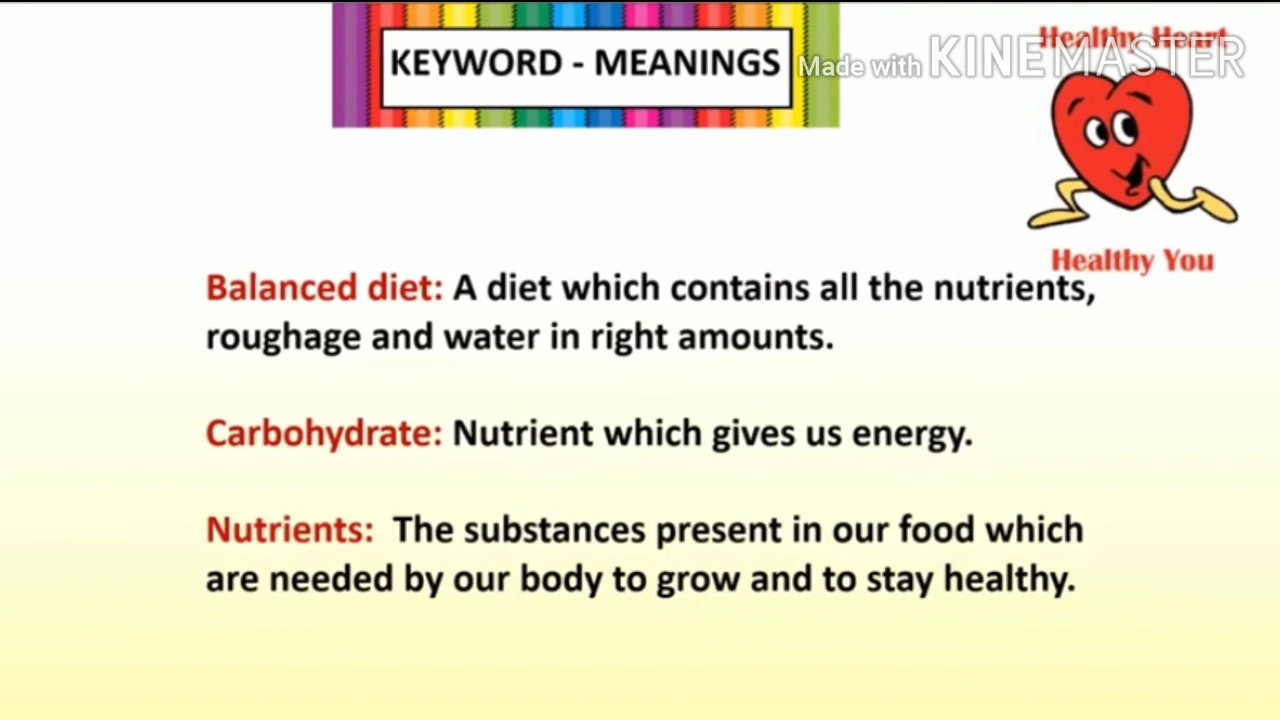 Healthy Heart
KEYWORD - MEANINGS
Made with KINEMASTER
Healthy You
Balanced diet: A diet which contains all the nutrients,
roughage and water in right amounts.
Carbohydrate: Nutrient which gives us energy.
Nutrients: The substances present in our food which
are needed by our body to grow and to stay healthy.